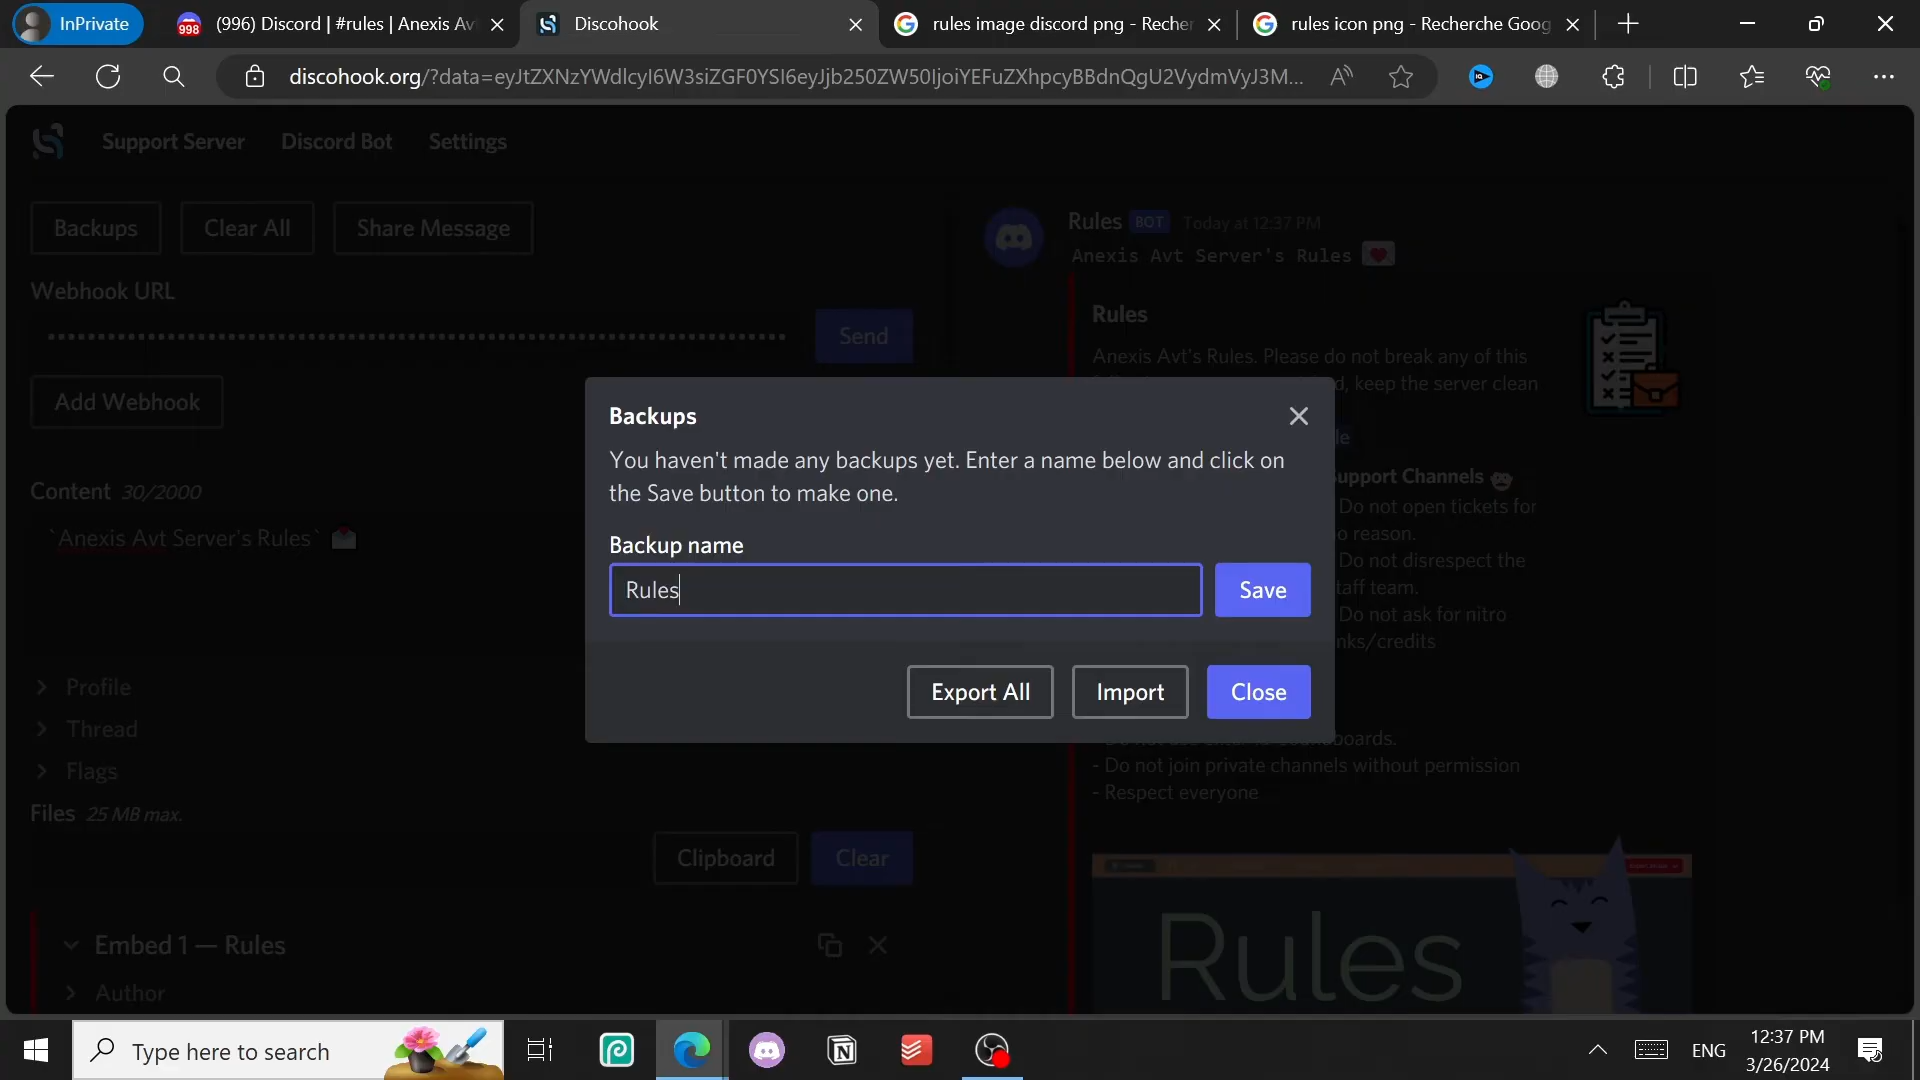 InPrivate
998
(996) Discord | #rules | Anexis Av
Discohook
rules image discord png - Recher
rules icon png - Recherche Goog
discohook.org/?data=eyJtZXNzYWdlcyI6W3siZGF0YSI6eyJjb250ZW50IjoiYEFuZXhpcyBBdnQgU2VydmVyJ3M...
Support Server
Discord Bot
Settings
Backups
Clear All
Share Message
Webhook URL
Send
Add Webhook
Content 30/2000
`Anexis Avt Server's Rules`
Profile
Thread
Flags
Files 25 MB max.
Clipboard
Clear
Embed 1 — Rules
Author
Rules BOT Today at 12:37 PM
Anexis Avt Server's Rules
Rules
Anexis Avt's Rules. Please do not break any of this
d, keep the server clean
le
Support Channels
Do not open tickets for
o reason.
Do not disrespect the
taff team.
Do not ask for nitro
nks/credits
- Do not join private channels without permission
- Respect everyone
Rules
Backups
You haven't made any backups yet. Enter a name below and click on
the Save button to make one.
Backup name
Rules
Save
Export All
Import
Close
Type here to search
ENG
12:37 PM
3/26/2024